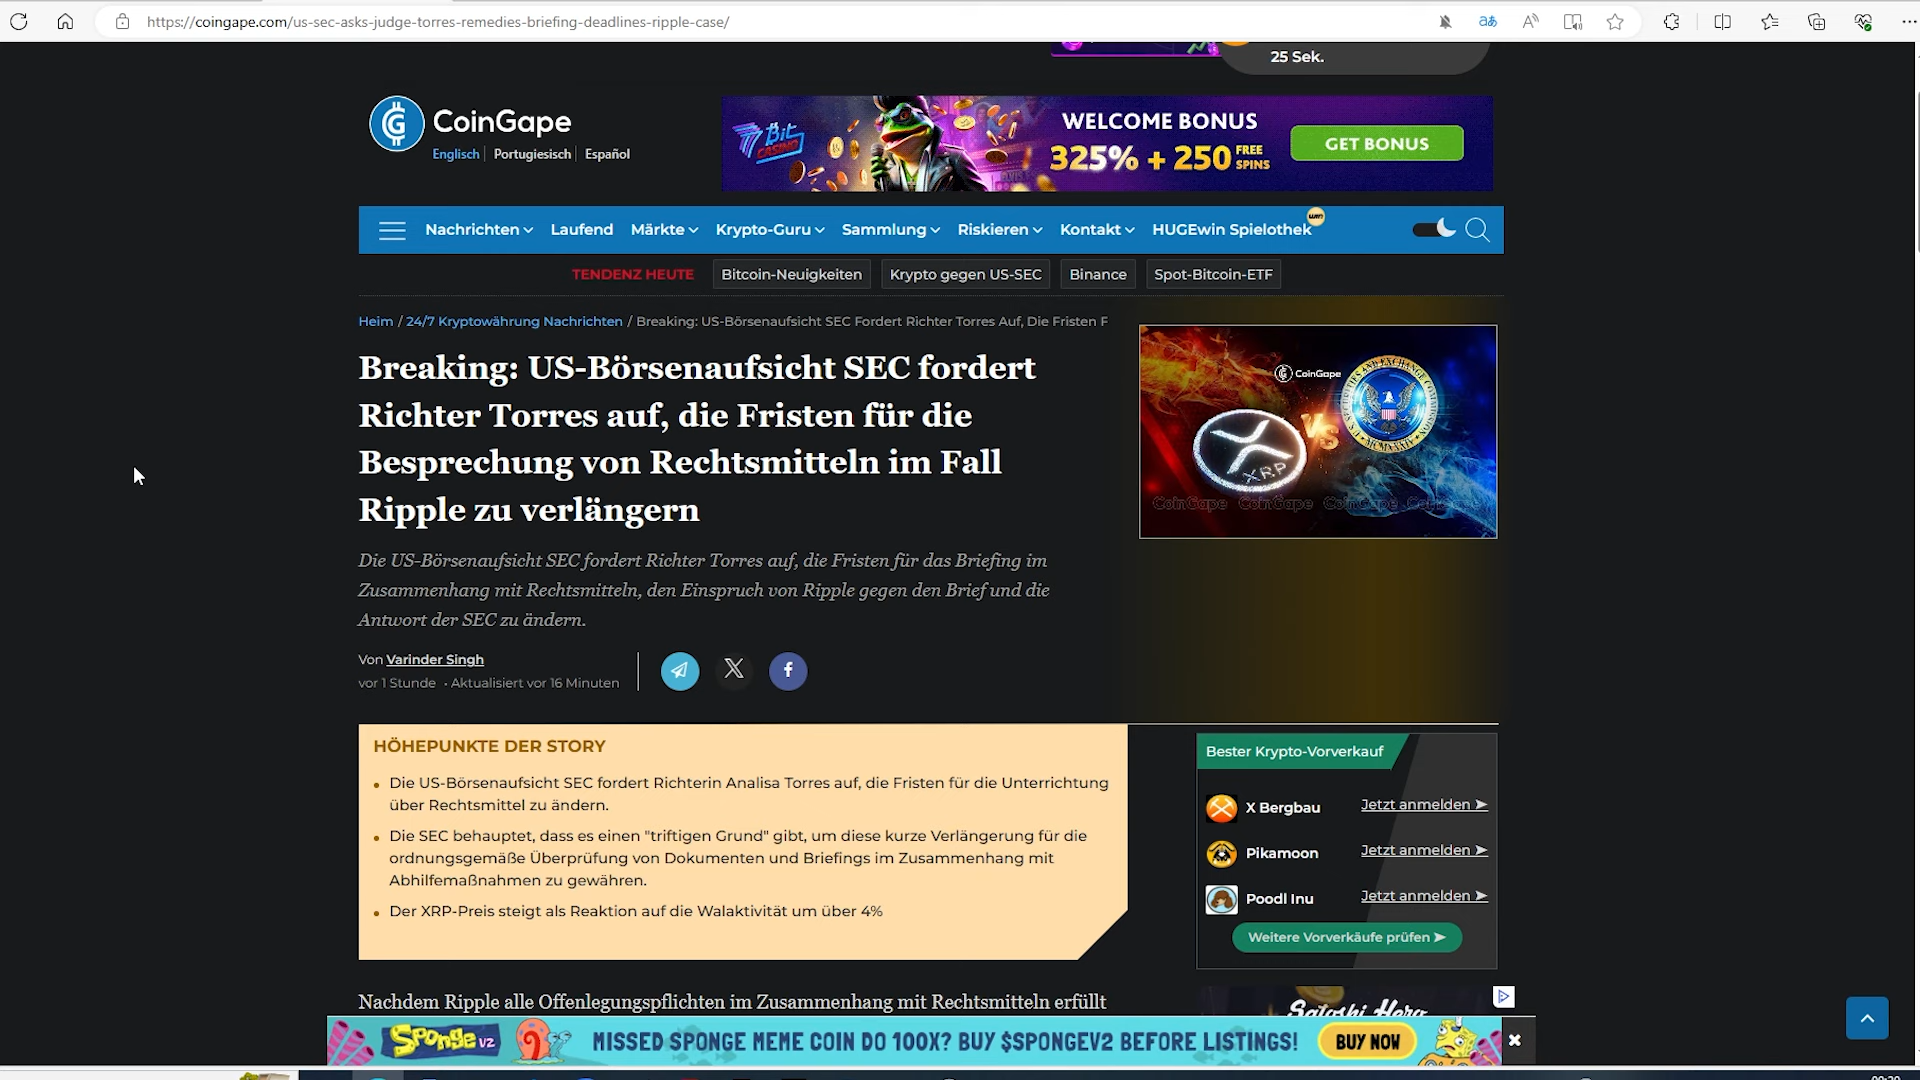 https://coingape.com/us-sec-asks-judge-torres-remedies-briefing-deadlines-ripple-case/
25 Sek.
CoinGape
Englisch Portugiesisch Español
Bit CASINO
WELCOME BONUS
325% + 250 FREE SPINS
GET BONUS
Nachrichten Laufend Märkte Krypto-Guru Sammlung Riskieren Kontakt HUGEwin Spielothek
TENDENZ HEUTE Bitcoin-Neuigkeiten Krypto gegen US-SEC Binance Spot-Bitcoin-ETF
Heim / 24/7 Kryptowährung Nachrichten / Breaking: US-Börsenaufsicht SEC Fordert Richter Torres Auf, Die Fristen F
Breaking: US-Börsenaufsicht SEC fordert
Richter Torres auf, die Fristen für die
Besprechung von Rechtsmitteln im Fall
Ripple zu verlängern
CoinGape
XRP
VS
Die US-Börsenaufsicht SEC fordert Richter Torres auf, die Fristen für das Briefing im
Zusammenhang mit Rechtsmitteln, den Einspruch von Ripple gegen den Brief und die
Antwort der SEC zu ändern.
Von Varinder Singh
vor 1 Stunde · Aktualisiert vor 16 Minuten
HÖHEPUNKTE DER STORY
• Die US-Börsenaufsicht SEC fordert Richterin Analisa Torres auf, die Fristen für die Unterrichtung
über Rechtsmittel zu ändern.
• Die SEC behauptet, dass es einen "triftigen Grund" gibt, um diese kurze Verlängerung für die
ordnungsgemäße Überprüfung von Dokumenten und Briefings im Zusammenhang mit
Abhilfemaßnahmen zu gewähren.
• Der XRP-Preis steigt als Reaktion auf die Walaktivität um über 4%
Bester Krypto-Vorverkauf
X Bergbau Jetzt anmelden ➤
Pikamoon Jetzt anmelden ➤
Poodl Inu Jetzt anmelden ➤
Weitere Vorverkäufe prüfen ➤
Nachdem Ripple alle Offenlegungspflichten im Zusammenhang mit Rechtsmitteln erfüllt
Satoshi Hero
Sponge V2
MISSED SPONGE MEME COIN DO 100X? BUY $SPONGEV2 BEFORE LISTINGS!
BUY NOW